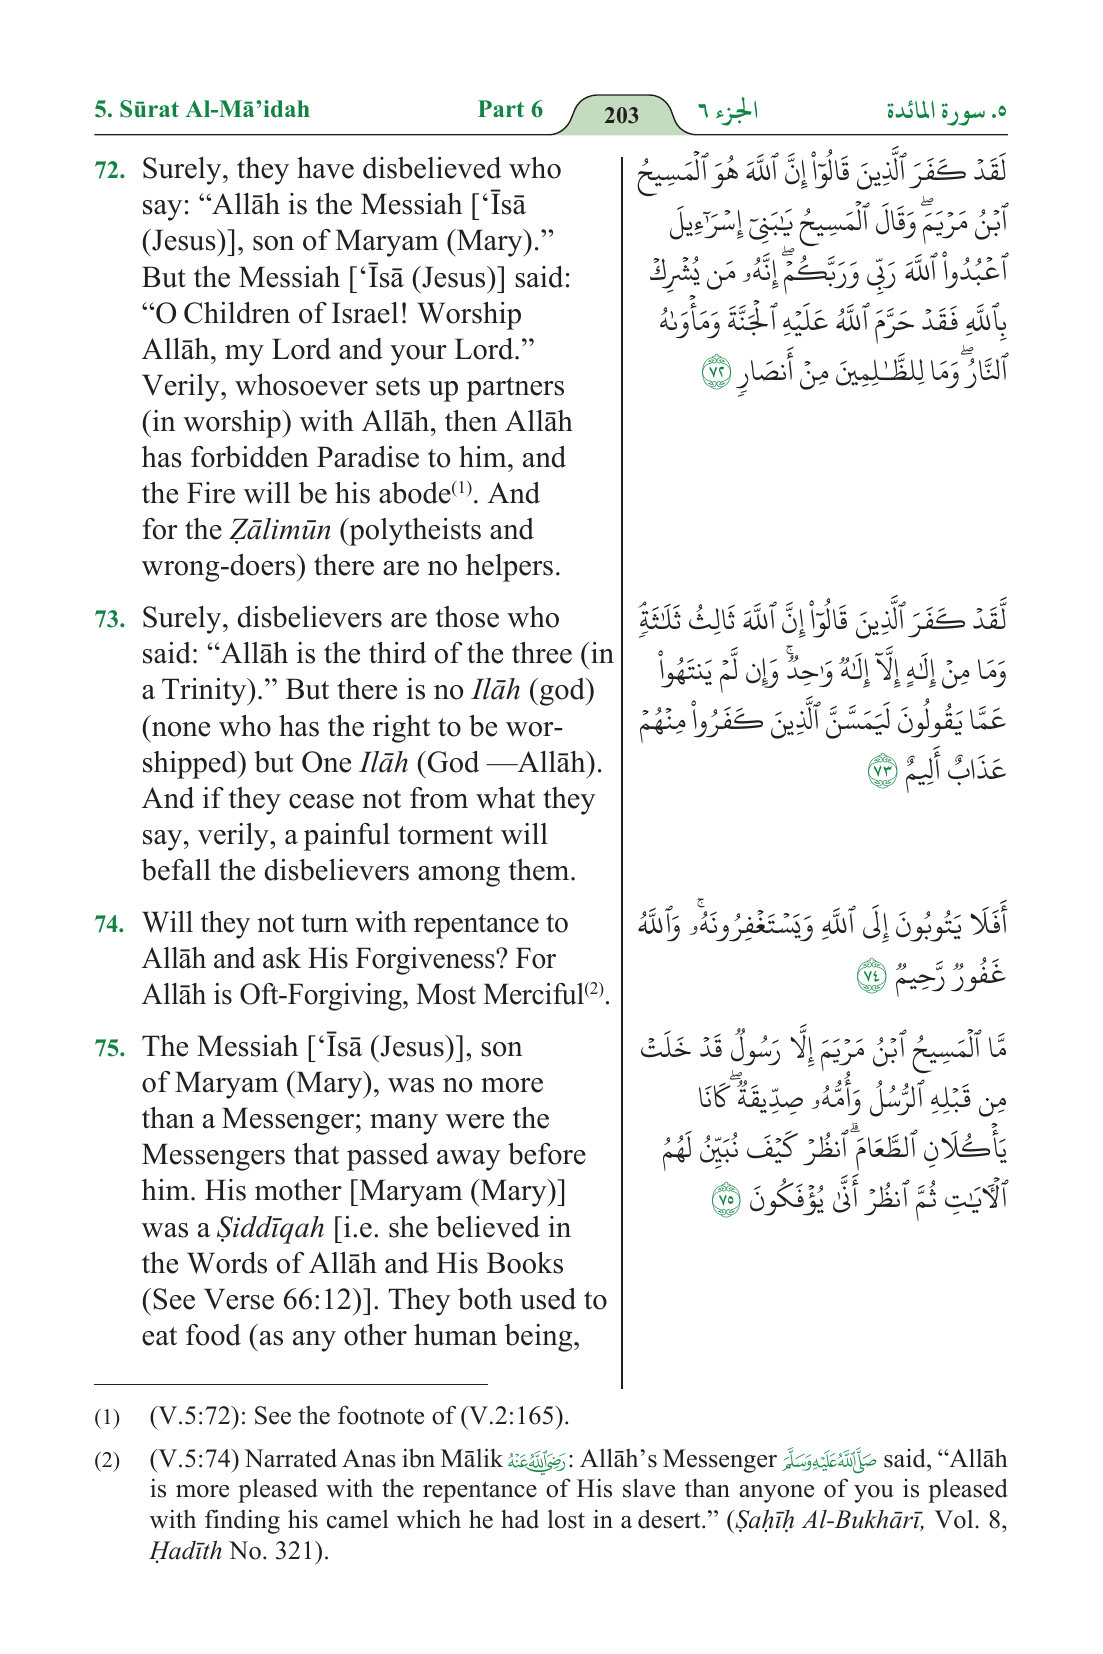 5. Sūrat Al-Mā’idah Part 6 203 الجزء ٦ ٥. سورة المائدة
72. Surely, they have disbelieved who
say: “Allāh is the Messiah [‘Īsā
(Jesus)], son of Maryam (Mary).”
But the Messiah [‘Īsā (Jesus)] said:
“O Children of Israel! Worship
Allāh, my Lord and your Lord.”
Verily, whosoever sets up partners
(in worship) with Allāh, then Allāh
has forbidden Paradise to him, and
the Fire will be his abode(1). And
for the Ẓālimūn (polytheists and
wrong-doers) there are no helpers.
لَقَدۡ كَفَرَ ٱلَّذِينَ قَالُوٓاْ إِنَّ ٱللَّهَ هُوَ ٱلۡمَسِيحُ
ٱبۡنُ مَرۡيَمَۖ وَقَالَ ٱلۡمَسِيحُ يَٰبَنِيٓ إِسۡرَٰٓءِيلَ
ٱعۡبُدُواْ ٱللَّهَ رَبِّي وَرَبَّكُمۡۖ إِنَّهُۥ مَن يُشۡرِكۡ
بِٱللَّهِ فَقَدۡ حَرَّمَ ٱللَّهُ عَلَيۡهِ ٱلۡجَنَّةَ وَمَأۡوَىٰهُ
ٱلنَّارُۖ وَمَا لِلظَّٰلِمِينَ مِنۡ أَنصَارٖ ٧٢
73. Surely, disbelievers are those who
said: “Allāh is the third of the three (in
a Trinity).” But there is no Ilāh (god)
(none who has the right to be wor-
shipped) but One Ilāh (God —Allāh).
And if they cease not from what they
say, verily, a painful torment will
befall the disbelievers among them.
لَّقَدۡ كَفَرَ ٱلَّذِينَ قَالُوٓاْ إِنَّ ٱللَّهَ ثَالِثُ ثَلَٰثَةٖۘ
وَمَا مِنۡ إِلَٰهٍ إِلَّآ إِلَٰهٞ وَٰحِدٞۚ وَإِن لَّمۡ يَنتَهُواْ
عَمَّا يَقُولُونَ لَيَمَسَّنَّ ٱلَّذِينَ كَفَرُواْ مِنۡهُمۡ
عَذَابٌ أَلِيمٌ ٧٣
74. Will they not turn with repentance to
Allāh and ask His Forgiveness? For
Allāh is Oft-Forgiving, Most Merciful(2).
أَفَلَا يَتُوبُونَ إِلَى ٱللَّهِ وَيَسۡتَغۡفِرُونَهُۥۚ وَٱللَّهُ
غَفُورٞ رَّحِيمٞ ٧٤
75. The Messiah [‘Īsā (Jesus)], son
of Maryam (Mary), was no more
than a Messenger; many were the
Messengers that passed away before
him. His mother [Maryam (Mary)]
was a Ṣiddīqah [i.e. she believed in
the Words of Allāh and His Books
(See Verse 66:12)]. They both used to
eat food (as any other human being,
مَّا ٱلۡمَسِيحُ ٱبۡنُ مَرۡيَمَ إِلَّا رَسُولٞ قَدۡ خَلَتۡ
مِن قَبۡلِهِ ٱلرُّسُلُ وَأُمُّهُۥ صِدِّيقَةٞۖ كَانَا
يَأۡكُلَانِ ٱلطَّعَامَۗ ٱنظُرۡ كَيۡفَ نُبَيِّنُ لَهُمُ
ٱلۡأٓيَٰتِ ثُمَّ ٱنظُرۡ أَنَّىٰ يُؤۡفَكُونَ ٧٥
(1) (V.5:72): See the footnote of (V.2:165).
(2) (V.5:74) Narrated Anas ibn Mālik رَضِيَ ٱللَّهُ عَنْهُ: Allāh’s Messenger صَلَّى ٱللَّهُ عَلَيْهِ وَسَلَّمَ said, “Allāh
is more pleased with the repentance of His slave than anyone of you is pleased
with finding his camel which he had lost in a desert.” (Ṣaḥīḥ Al-Bukhārī, Vol. 8,
Ḥadīth No. 321).